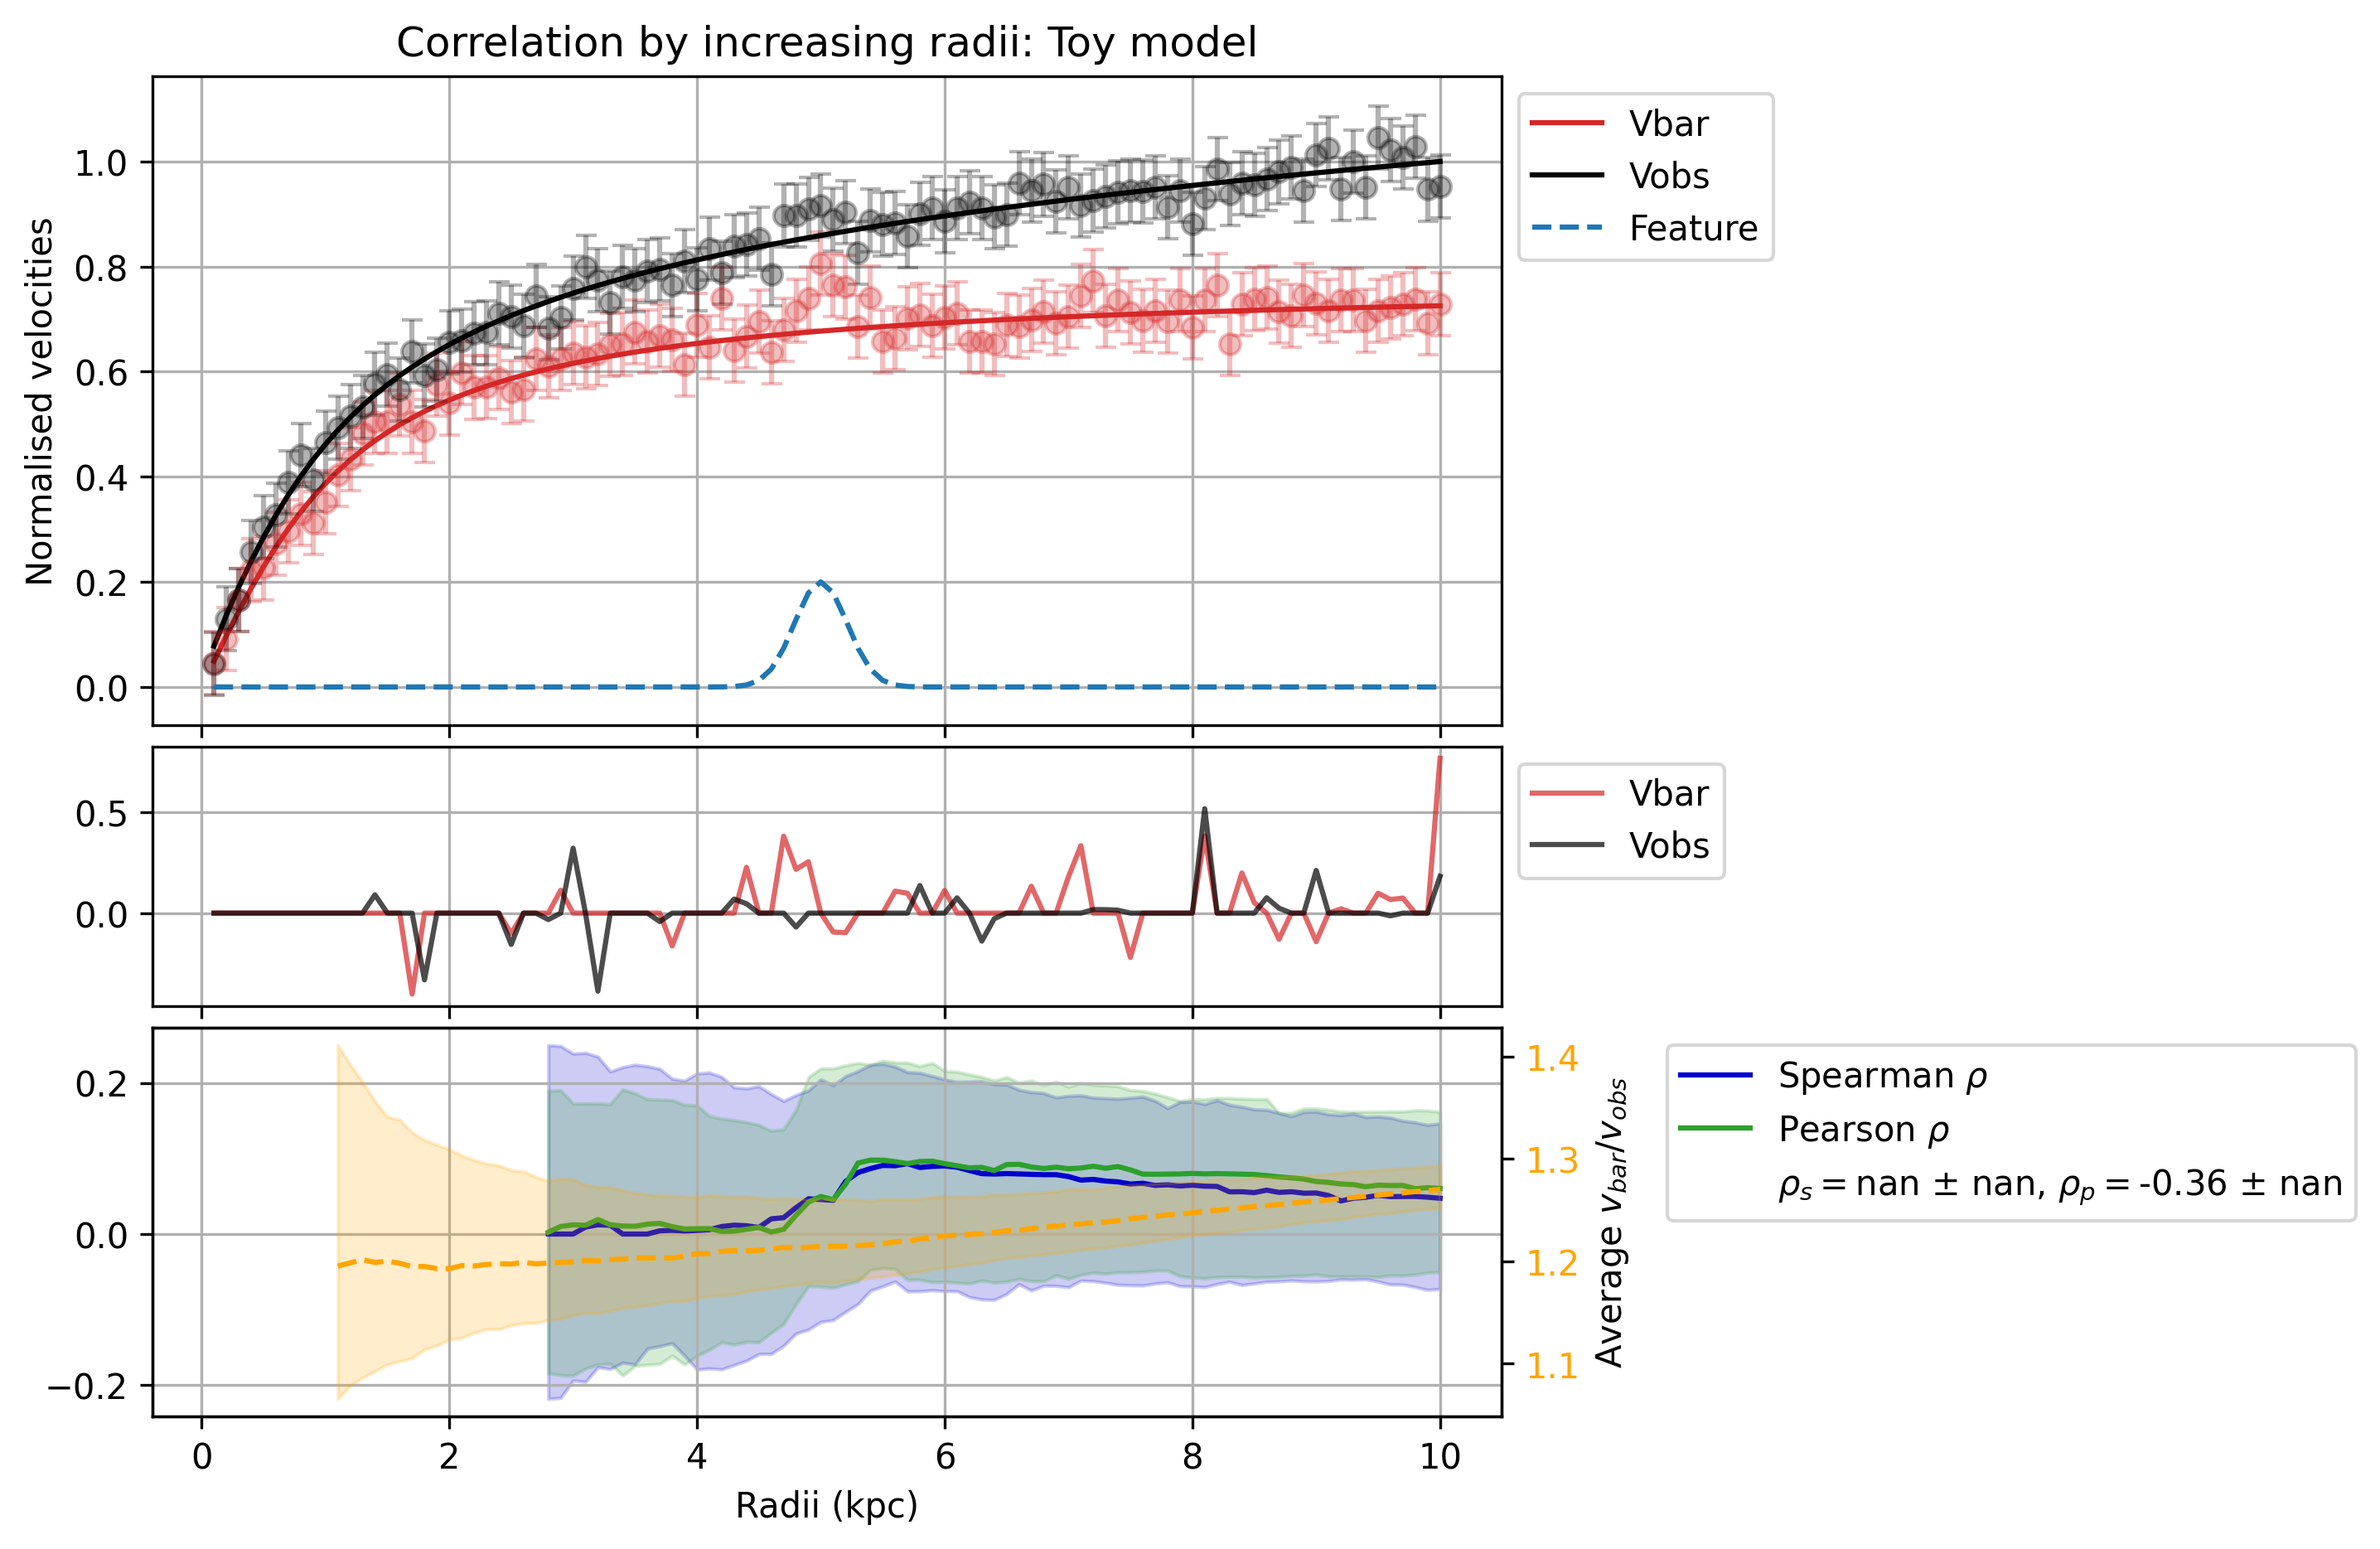 Correlation by increasing radii: Toy model
Normalised velocities
1.0
0.8
0.6
0.4
0.2
0.0
Vbar
Vobs
Feature
0.5
0.0
Vbar
Vobs
0.2
0.0
−0.2
1.4
1.3
1.2
1.1
Average v_bar/v_obs
Spearman ρ
Pearson ρ
ρ_s = nan ± nan, ρ_p = -0.36 ± nan
0 2 4 6 8 10
Radii (kpc)